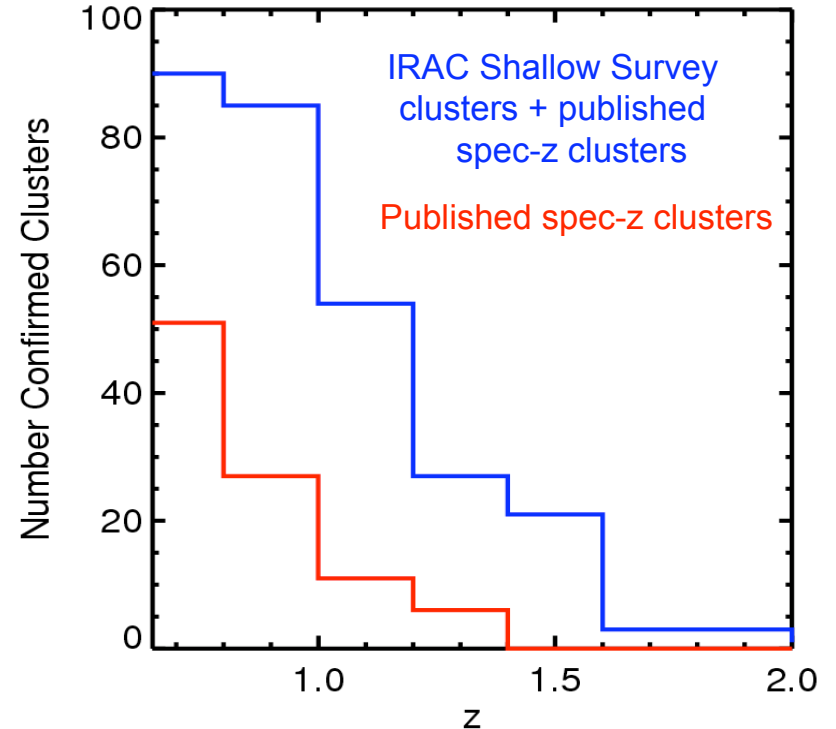 100
80
60
40
20
0
Number Confirmed Clusters
IRAC Shallow Survey
clusters + published
spec-z clusters
Published spec-z clusters
1.0
1.5
2.0
z